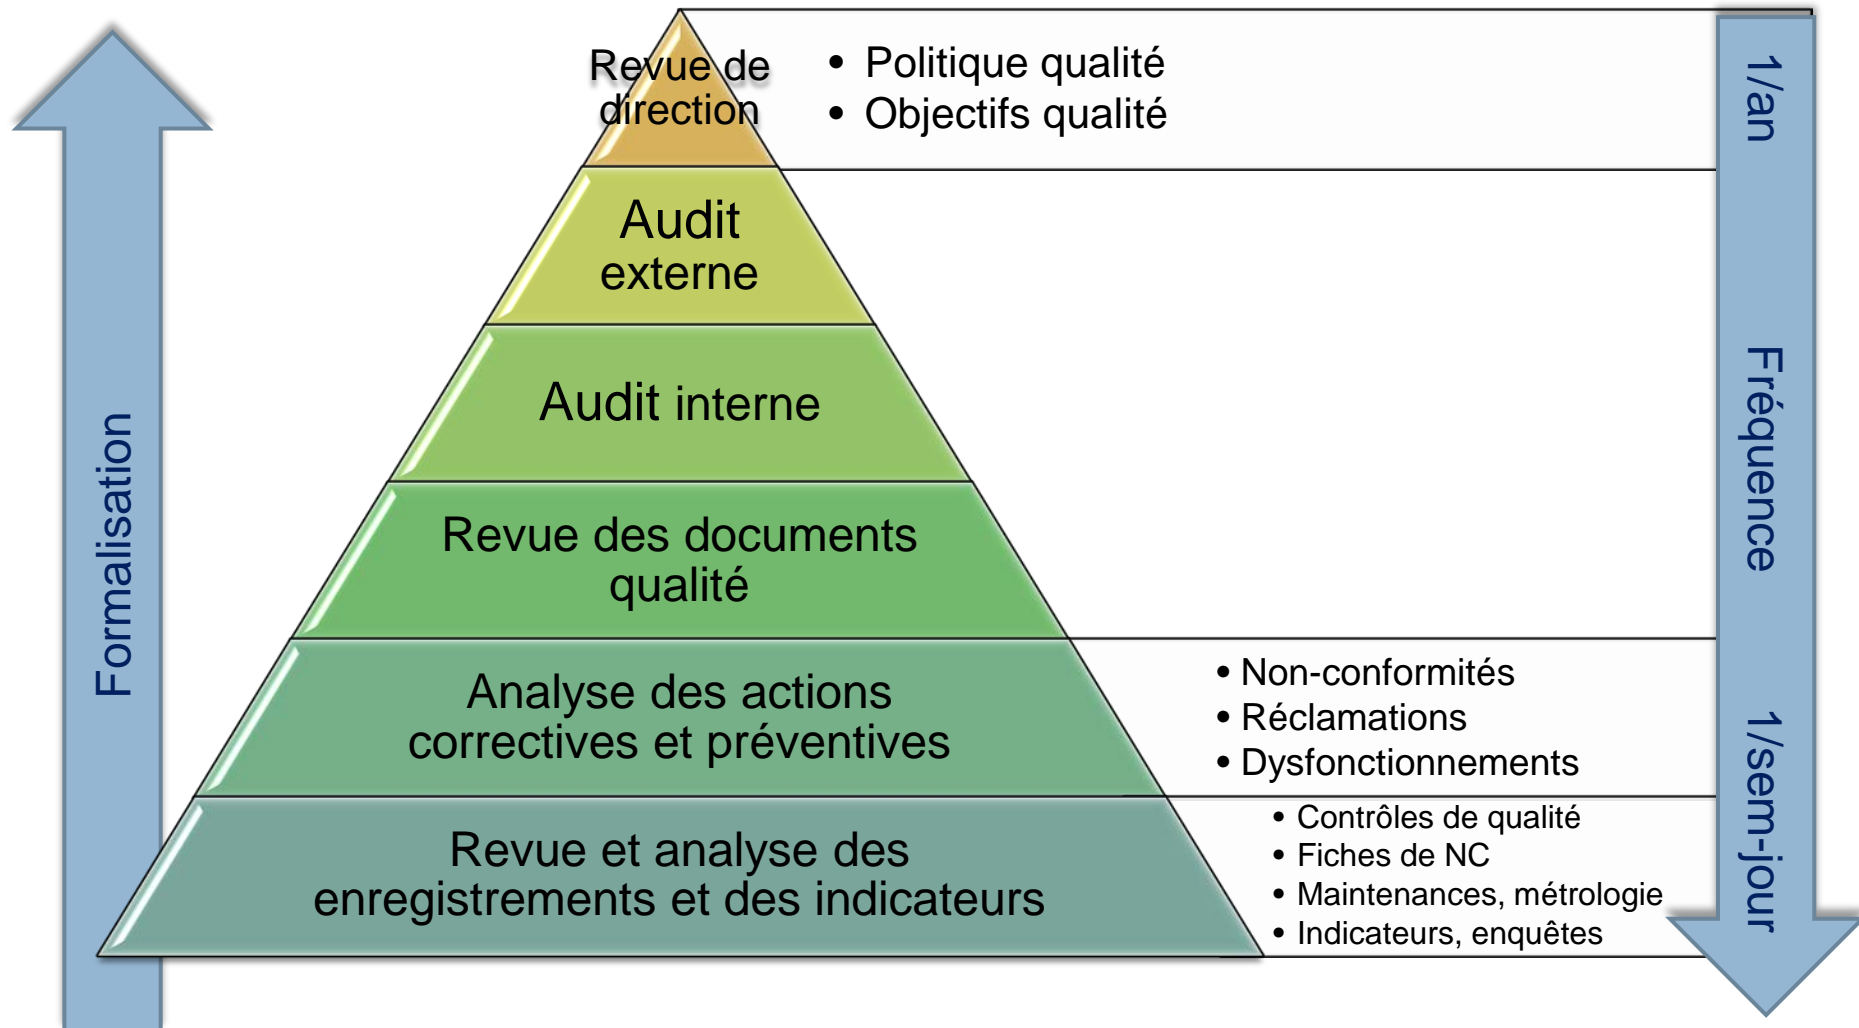 Revue de
direction
• Politique qualité
• Objectifs qualité
1/an
Audit
externe
Audit interne
Fréquence
Formalisation
Revue des documents
qualité
Analyse des actions
correctives et préventives
• Non-conformités
• Réclamations
• Dysfonctionnements
1/sem-jour
Revue et analyse des
enregistrements et des indicateurs
• Contrôles de qualité
• Fiches de NC
• Maintenances, métrologie
• Indicateurs, enquêtes